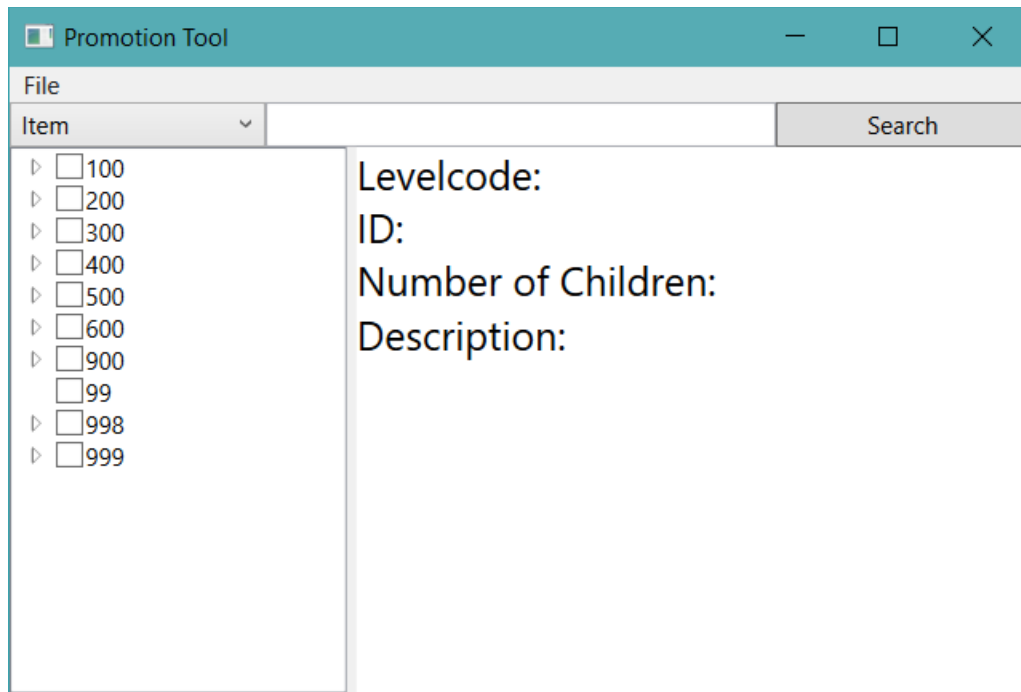 Promotion Tool
File
Item Search
100
200
300
400
500
600
900
99
998
999
Levelcode:
ID:
Number of Children:
Description: